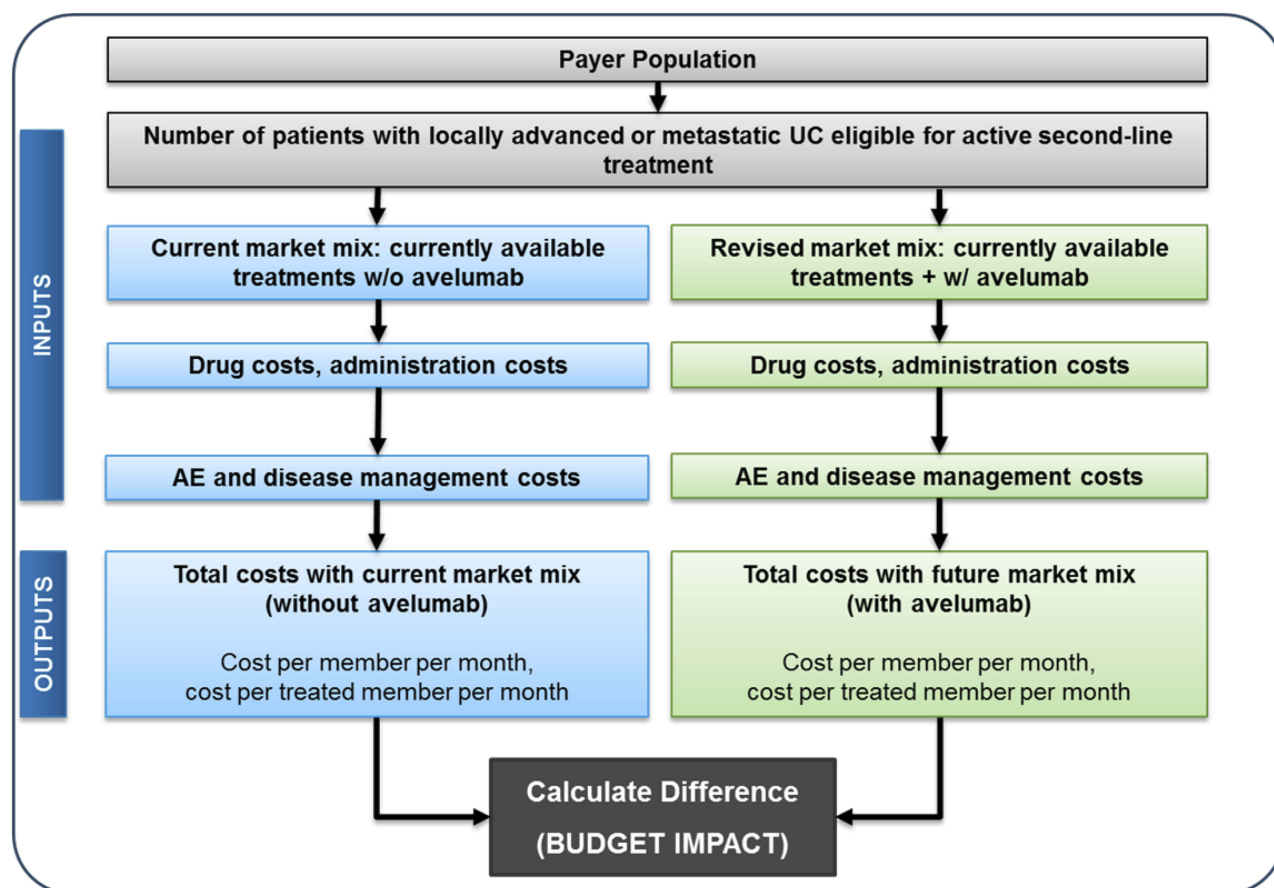 Payer Population
Number of patients with locally advanced or metastatic UC eligible for active second-line
treatment
INPUTS
Current market mix: currently available
treatments w/o avelumab
Revised market mix: currently available
treatments + w/ avelumab
Drug costs, administration costs
Drug costs, administration costs
AE and disease management costs
AE and disease management costs
OUTPUTS
Total costs with current market mix
(without avelumab)
Cost per member per month,
cost per treated member per month
Total costs with future market mix
(with avelumab)
Cost per member per month,
cost per treated member per month
Calculate Difference
(BUDGET IMPACT)